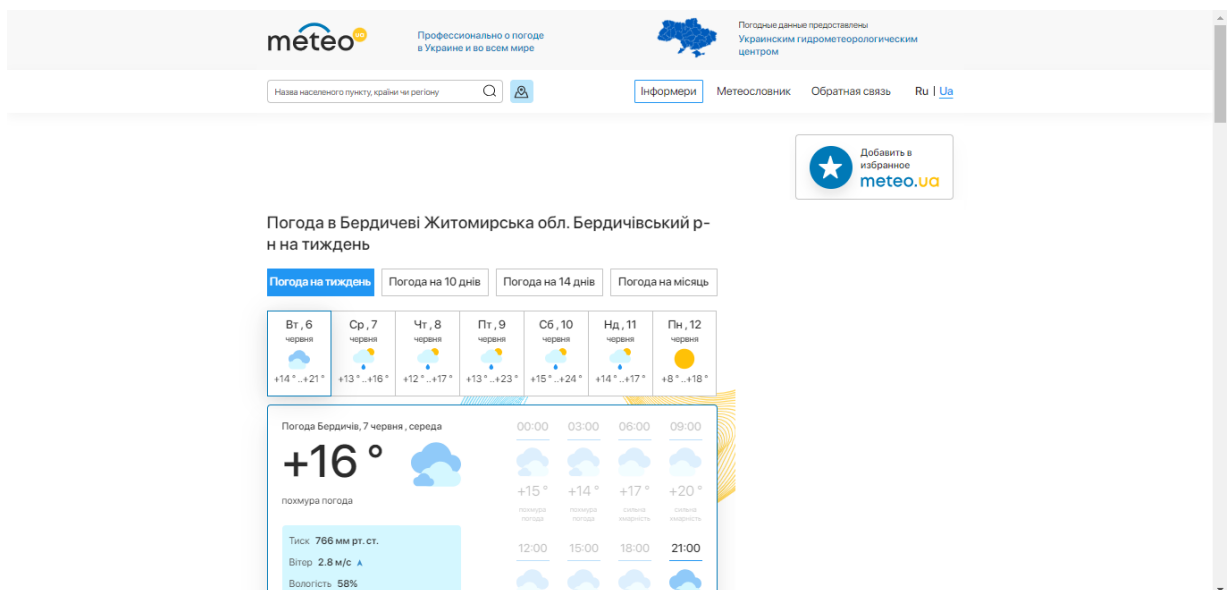 meteo ua
Профессионально о погоде
в Украине и во всем мире
Погодные данные предоставлены
Украинским гидрометеорологическим
центром
Назва населеного пункту, країни чи регіону
Інформери Метеословник Обратная связь Ru | Ua
Добавить в
избранное
meteo.ua
Погода в Бердичеві Житомирська обл. Бердичівський р-
н на тиждень
Погода на тиждень Погода на 10 днів Погода на 14 днів Погода на місяць
Вт , 6 Ср , 7 Чт , 8 Пт , 9 Сб , 10 Нд , 11 Пн , 12
червня червня червня червня червня червня червня
+14 ° ..+21 ° +13 ° ..+16 ° +12 ° ..+17 ° +13 ° ..+23 ° +15 ° ..+24 ° +14 ° ..+17 ° +8 ° ..+18 °
Погода Бердичів, 7 червня , середа
+16 °
похмура погода
00:00 03:00 06:00 09:00
+15 ° +14 ° +17 ° +20 °
похмура похмура сильна сильна
погода погода хмарність хмарність
Тиск 766 мм рт. ст.
Вітер 2.8 м/с
Вологість 58%
12:00 15:00 18:00 21:00